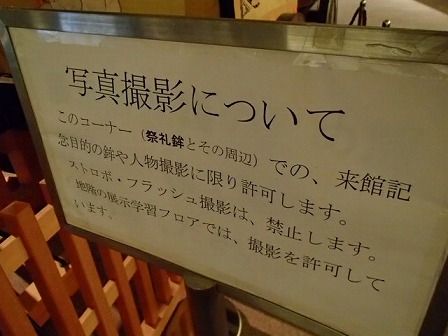 写真撮影について
このコーナー（祭礼鉾とその周辺）での、来館記
念目的の鉾や人物撮影に限り許可します。
ストロボ・フラッシュ撮影は、禁止します。
地階の展示学習フロアでは、撮影を許可して
います。